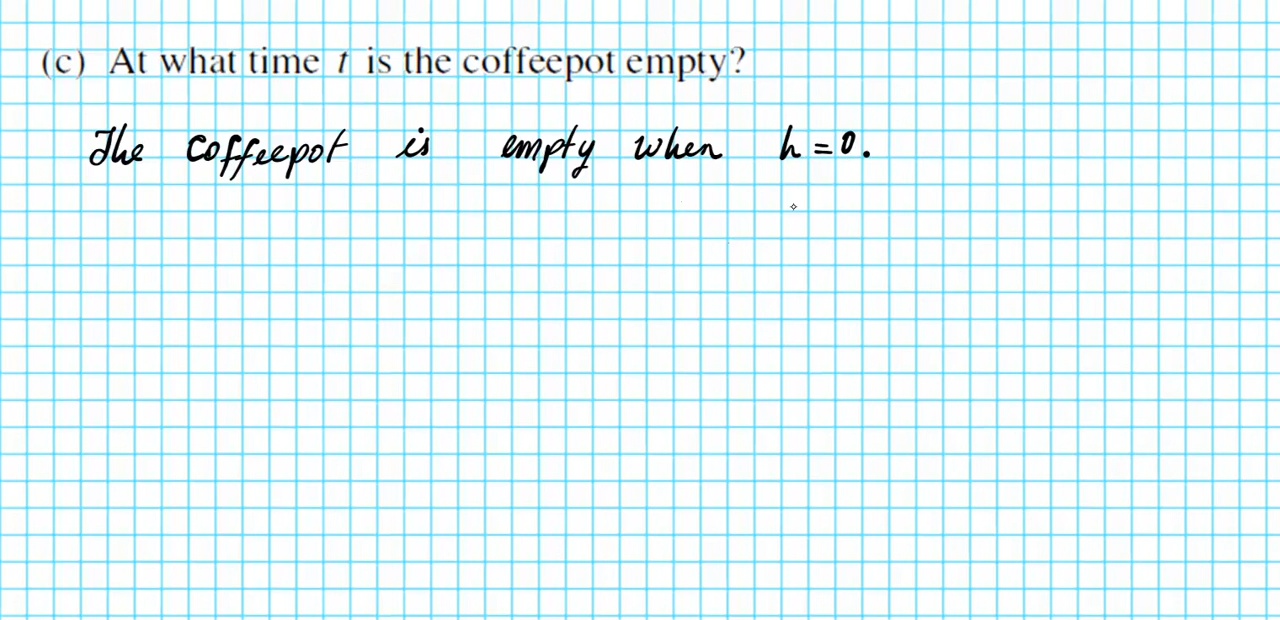 (c) At what time t is the coffeepot empty?
The coffeepot is empty when h = 0.